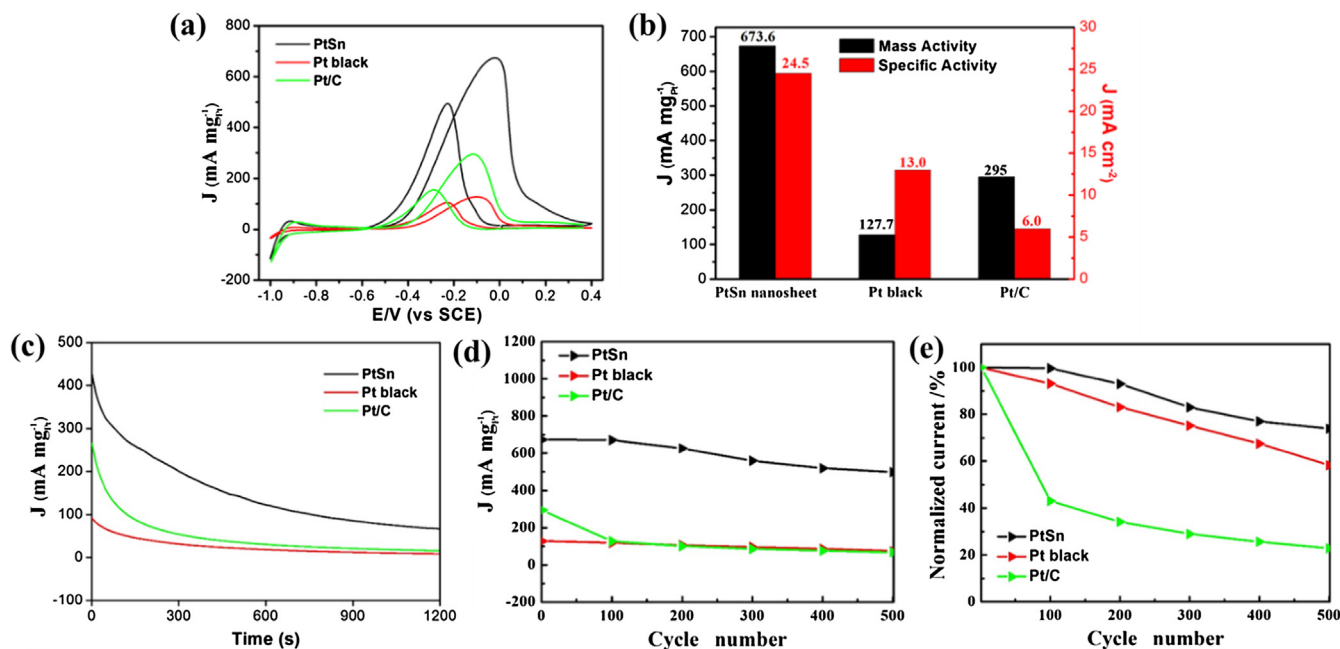 (a)
800
600
400
200
0
-200
J (mA mg⁻¹Pt)
PtSn
Pt black
Pt/C
-1.0 -0.8 -0.6 -0.4 -0.2 0.0 0.2 0.4
E/V (vs SCE)
(b)
700
600
500
400
300
200
100
0
J (mA mg⁻¹Pt)
Mass Activity
Specific Activity
673.6
24.5
127.7
13.0
295
6.0
30
25
20
15
10
5
0
J (mA cm⁻²)
PtSn nanosheet Pt black Pt/C
(c)
500
400
300
200
100
0
-100
J (mA mg⁻¹Pt)
PtSn
Pt black
Pt/C
0 300 600 900 1200
Time (s)
(d)
1200
1000
800
600
400
200
0
-200
J (mA mg⁻¹Pt)
PtSn
Pt black
Pt/C
0 100 200 300 400 500
Cycle number
(e)
100
80
60
40
20
0
Normalized current /%
PtSn
Pt black
Pt/C
100 200 300 400 500
Cycle number